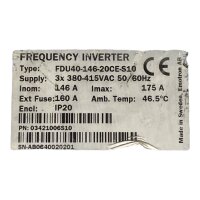 FREQUENCY INVERTER
Type: FDU40-146-20CE-S10
Supply: 3x 380-415VAC 50/60Hz
Inom: 146 A Imax: 175 A
Ext Fuse: 160 A Amb Temp. 46.5°C
Encl: IP20
PN: 03421006S10
SN-AB0640020201
Made in Sweden, Emotron AB